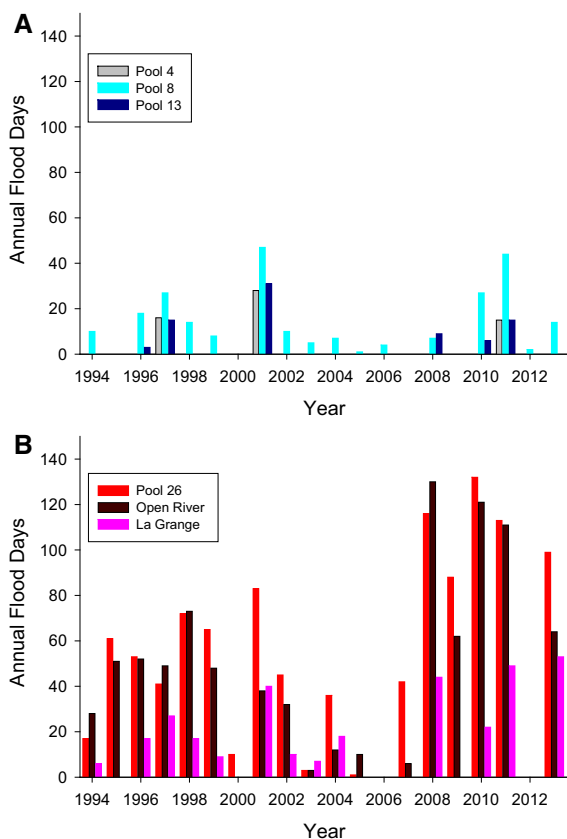 A
Annual Flood Days
140
120
100
80
60
40
20
0
Pool 4
Pool 8
Pool 13
1994 1996 1998 2000 2002 2004 2006 2008 2010 2012
Year
B
Annual Flood Days
140
120
100
80
60
40
20
0
Pool 26
Open River
La Grange
1994 1996 1998 2000 2002 2004 2006 2008 2010 2012
Year